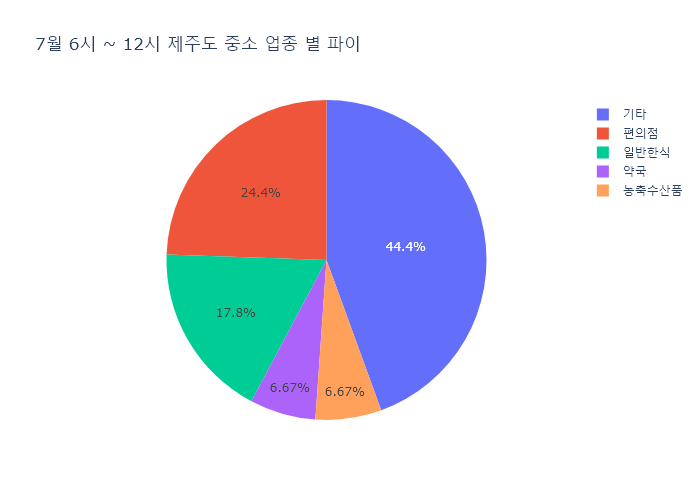 7월 6시 ~ 12시 제주도 중소 업종 별 파이
기타
편의점
일반한식
약국
농축수산품
24.4%
44.4%
17.8%
6.67%
6.67%